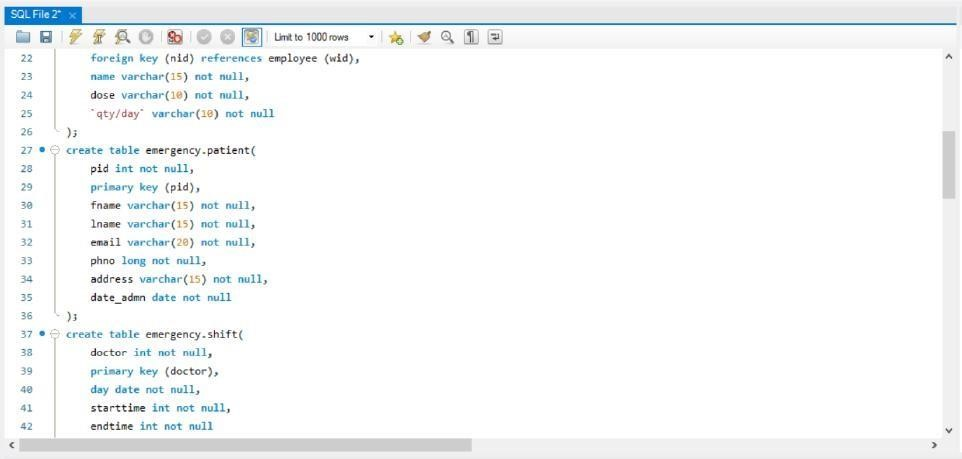 SQL File 2*
Limit to 1000 rows
22 foreign key (nid) references employee (wid),
23 name varchar(15) not null,
24 dose varchar(10) not null,
25 `qty/day` varchar(10) not null
26 );
27 create table emergency.patient(
28 pid int not null,
29 primary key (pid),
30 fname varchar(15) not null,
31 lname varchar(15) not null,
32 email varchar(20) not null,
33 phno long not null,
34 address varchar(15) not null,
35 date_admn date not null
36 );
37 create table emergency.shift(
38 doctor int not null,
39 primary key (doctor),
40 day date not null,
41 starttime int not null,
42 endtime int not null